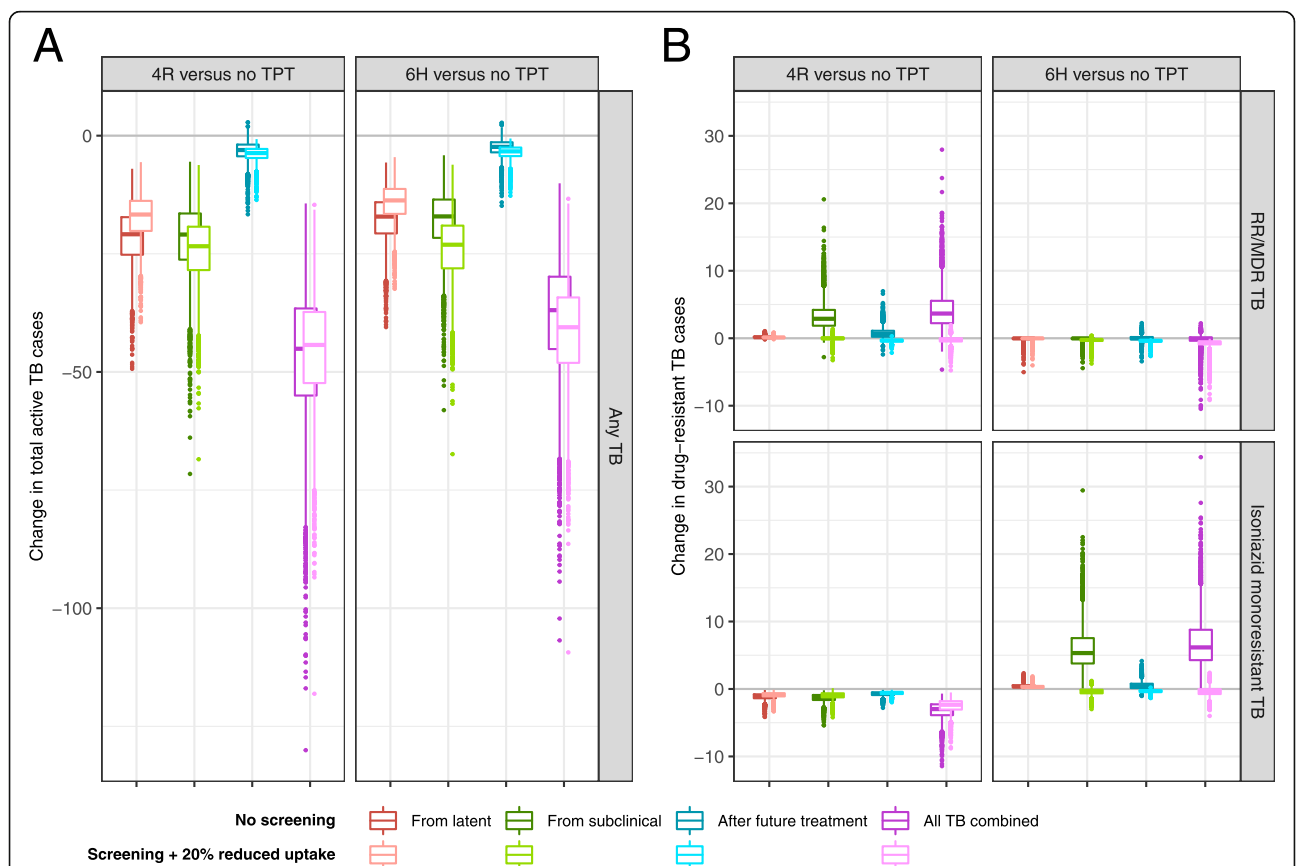 A
4R versus no TPT
6H versus no TPT
Change in total active TB cases
0
−50
−100
Any TB
B
4R versus no TPT
6H versus no TPT
Change in drug−resistant TB cases
30
20
10
0
−10
RR/MDR TB
30
20
10
0
−10
Isoniazid monoresistant TB
No screening
From latent
From subclinical
After future treatment
All TB combined
Screening + 20% reduced uptake